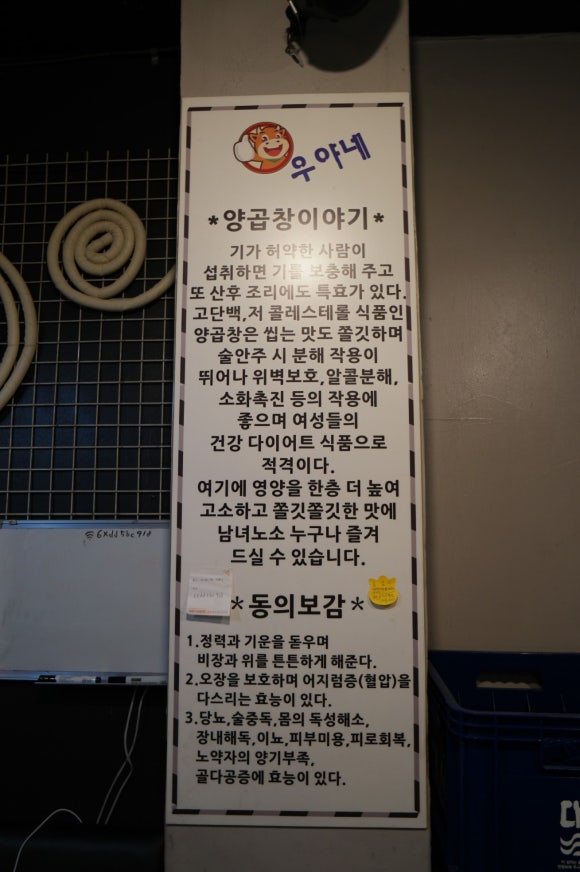 우야네
*양곱창이야기*
기가 허약한 사람이
섭취하면 기를 보충해 주고
또 산후 조리에도 특효가 있다.
고단백,저 콜레스테롤 식품인
양곱창은 씹는 맛도 쫄깃하며
술안주 시 분해 작용이
뛰어나 위벽보호,알콜분해,
소화촉진 등의 작용에
좋으며 여성들의
건강 다이어트 식품으로
적격이다.
여기에 영양을 한층 더 높여
고소하고 쫄깃쫄깃한 맛에
남녀노소 누구나 즐겨
드실 수 있습니다.
*동의보감*
1.정력과 기운을 돋우며
비장과 위를 튼튼하게 해준다.
2.오장을 보호하며 어지럼증(혈압)을
다스리는 효능이 있다.
3.당뇨,술중독,몸의 독성해소,
장내해독,이뇨,피부미용,피로회복,
노약자의 양기부족,
골다공증에 효능이 있다.